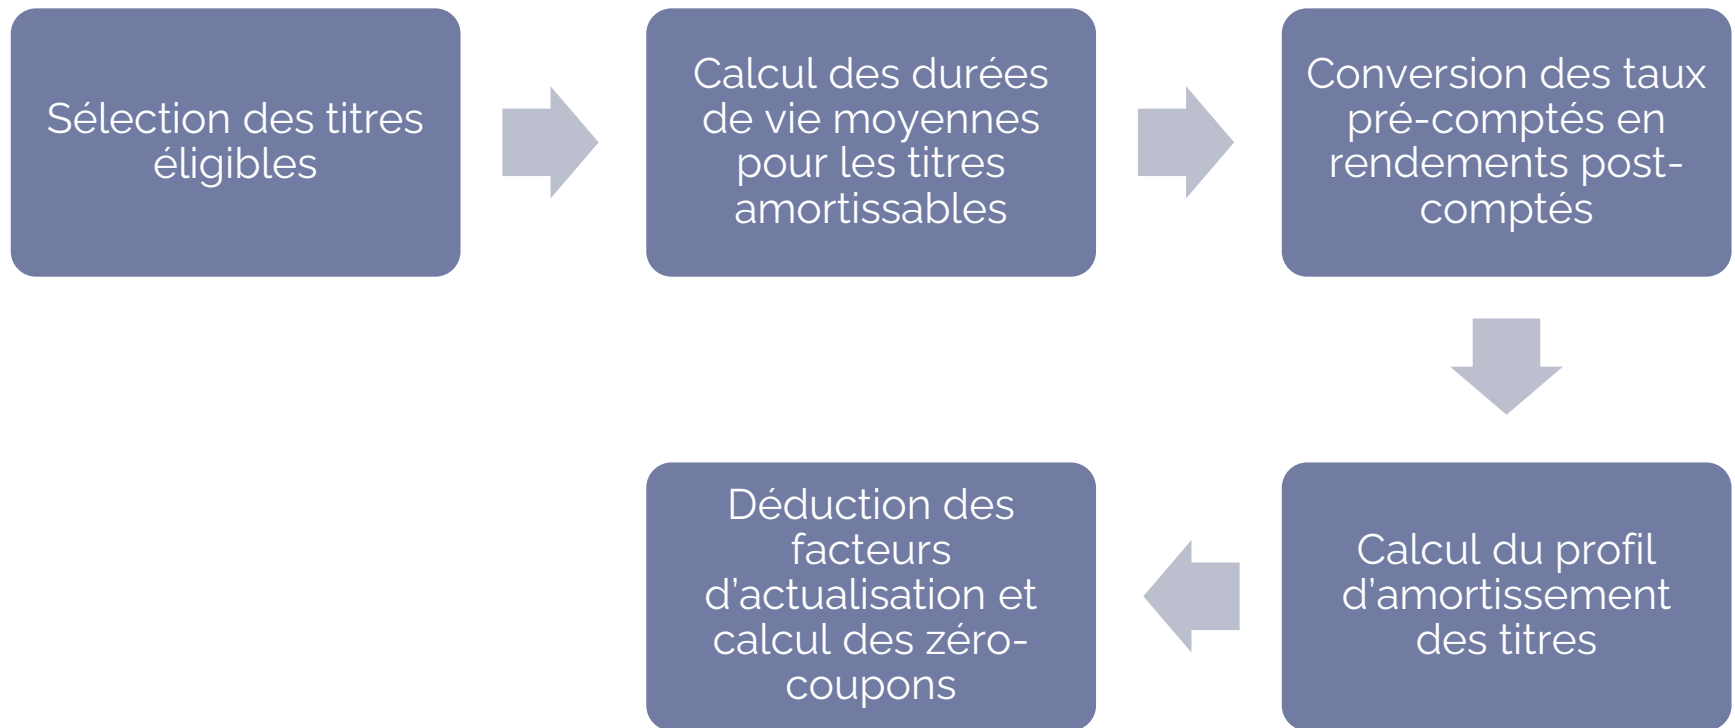 Sélection des titres
éligibles
Calcul des durées
de vie moyennes
pour les titres
amortissables
Conversion des taux
pré-comptés en
rendements post-
comptés
Calcul du profil
d'amortissement
des titres
Déduction des
facteurs
d'actualisation et
calcul des zéro-
coupons